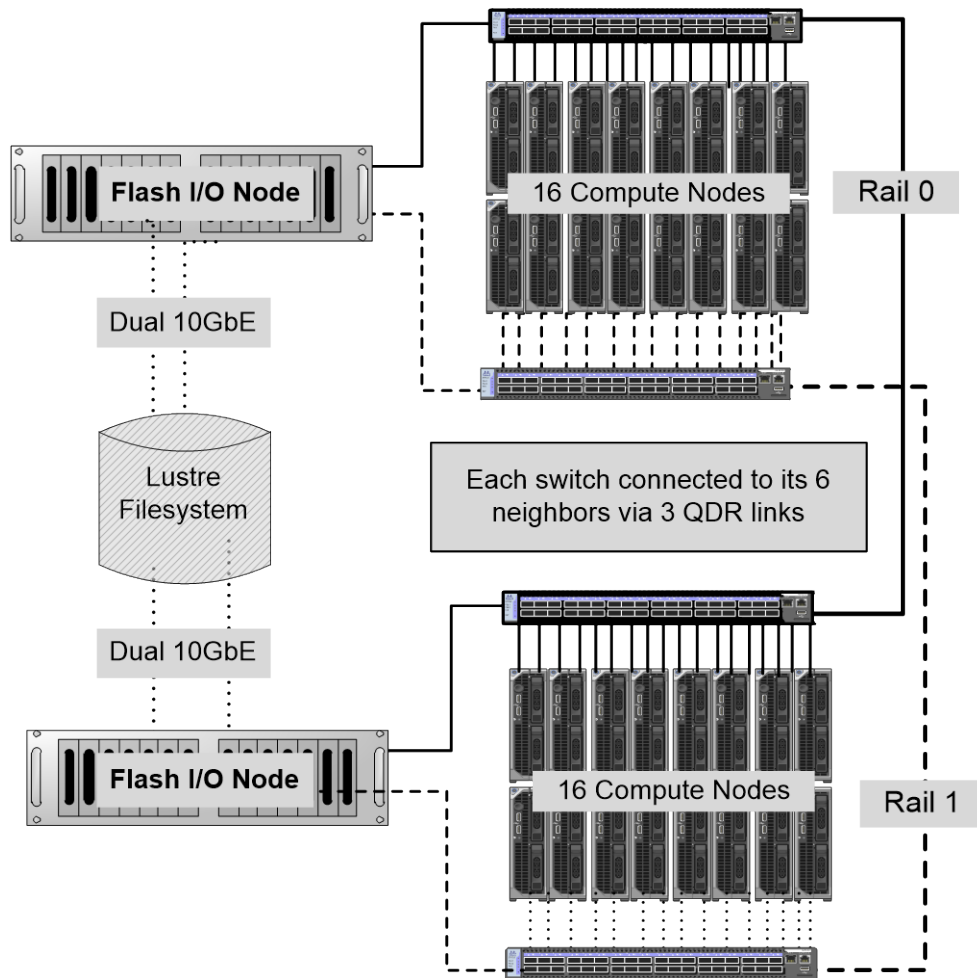 Flash I/O Node
16 Compute Nodes
Rail 0
Dual 10GbE
Lustre
Filesystem
Each switch connected to its 6
neighbors via 3 QDR links
Dual 10GbE
Flash I/O Node
16 Compute Nodes
Rail 1